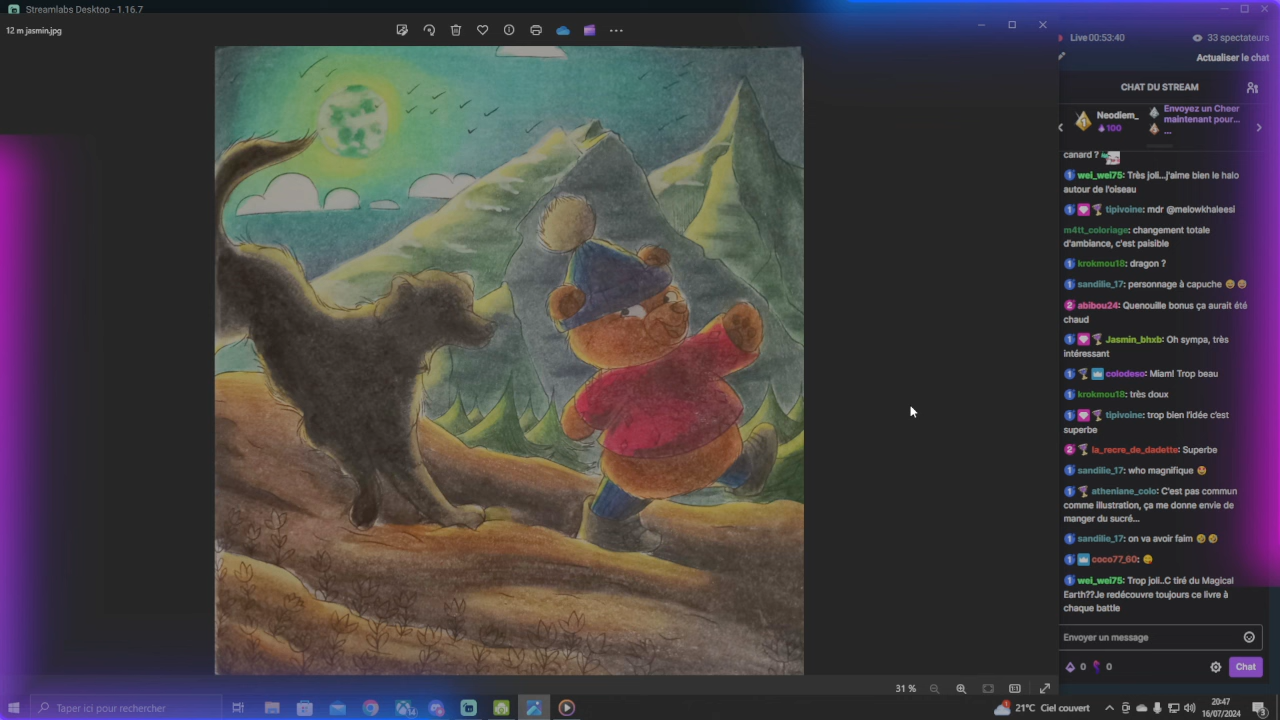 Streamlabs Desktop - 1.16.7
12 m jasmin.jpg
Live 00:53:40
33 spectateurs
Actualiser le chat
CHAT DU STREAM
Neodiem_
100
Envoyez un Cheer
maintenant pour...
...
canard ?
wei_wei75: Très joli...j'aime bien le halo
autour de l'oiseau
tipivoine: mdr @melowkhaleesi
m4tt_coloriage: changement totale
d'ambiance, c'est paisible
krokmou18: dragon ?
sandilie_17: personnage à capuche
abibou24: Quenouille bonus ça aurait été
chaud
Jasmin_bhxb: Oh sympa, très
intéressant
colodeso: Miam! Trop beau
krokmou18: très doux
tipivoine: trop bien l'idée c'est
superbe
la_recre_de_dadette: Superbe
sandilie_17: who magnifique
atheniane_colo: C'est pas commun
comme illustration, ça me donne envie de
manger du sucré...
sandilie_17: on va avoir faim
coco77_60:
wei_wei75: Trop joli..C tiré du Magical
Earth??Je redécouvre toujours ce livre à
chaque battle
Envoyer un message
0 0
Chat
31 %
Taper ici pour rechercher
21°C Ciel couvert
20:47
16/07/2024
3